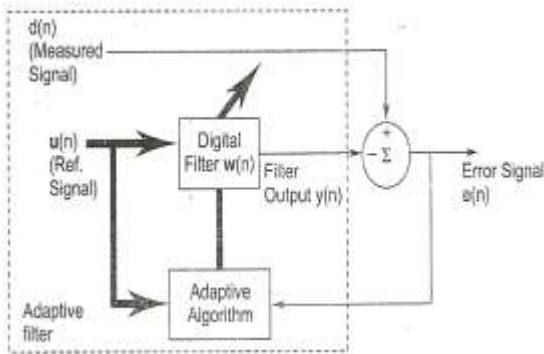 d(n)
(Measured
Signal)
u(n)
(Ref.
Signal)
Digital
Filter w(n)
Filter
Output y(n)
+
- Σ
Error Signal
e(n)
Adaptive
Algorithm
Adaptive
filter